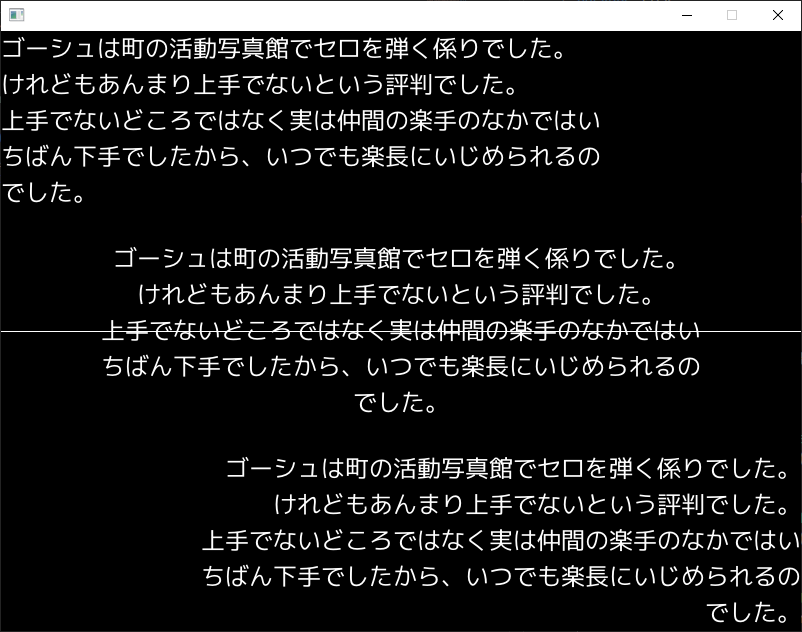 ゴーシュは町の活動写真館でセロを弾く係りでした。
けれどもあんまり上手でないという評判でした。
上手でないどころではなく実は仲間の楽手のなかではい
ちばん下手でしたから、いつでも楽長にいじめられるの
でした。
ゴーシュは町の活動写真館でセロを弾く係りでした。
けれどもあんまり上手でないという評判でした。
上手でないどころではなく実は仲間の楽手のなかではい
ちばん下手でしたから、いつでも楽長にいじめられるの
でした。
ゴーシュは町の活動写真館でセロを弾く係りでした。
けれどもあんまり上手でないという評判でした。
上手でないどころではなく実は仲間の楽手のなかではい
ちばん下手でしたから、いつでも楽長にいじめられるの
でした。